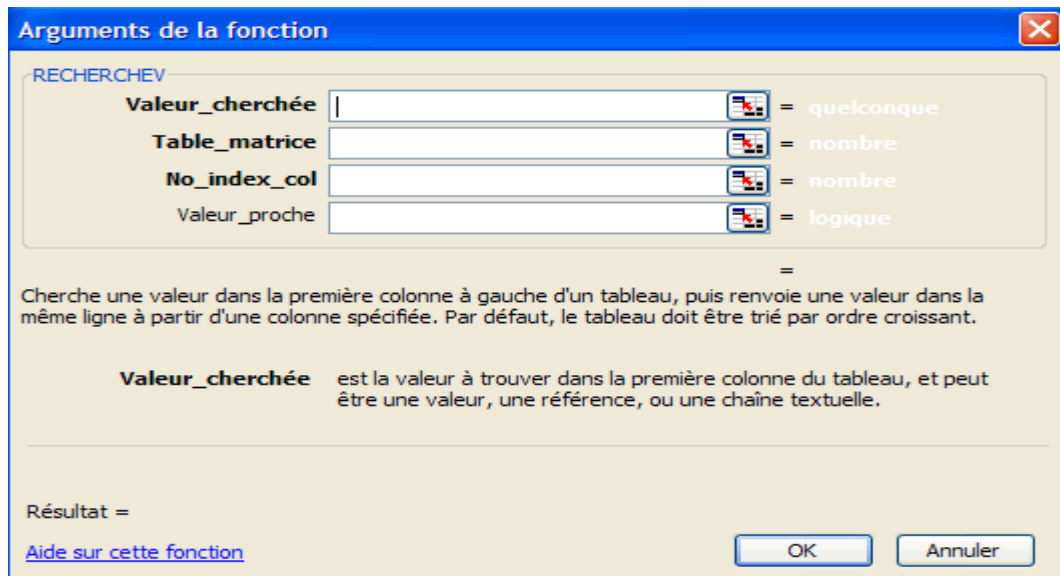 Arguments de la fonction
RECHERCHEV
Valeur_cherchée = quelconque
Table_matrice = nombre
No_index_col = nombre
Valeur_proche = logique
=
Cherche une valeur dans la première colonne à gauche d'un tableau, puis renvoie une valeur dans la
même ligne à partir d'une colonne spécifiée. Par défaut, le tableau doit être trié par ordre croissant.
Valeur_cherchée est la valeur à trouver dans la première colonne du tableau, et peut
être une valeur, une référence, ou une chaîne textuelle.
Résultat =
Aide sur cette fonction OK Annuler